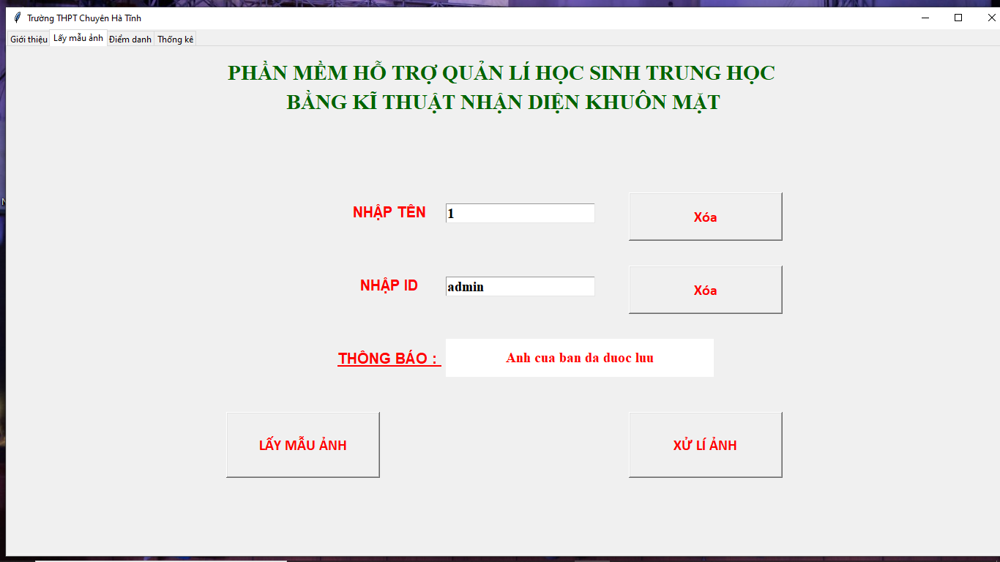 Trường THPT Chuyên Hà Tĩnh
Giới thiệu Lấy mẫu ảnh Điểm danh Thống kê
PHẦN MỀM HỖ TRỢ QUẢN LÍ HỌC SINH TRUNG HỌC
BẰNG KĨ THUẬT NHẬN DIỆN KHUÔN MẶT
NHẬP TÊN 1 Xóa
NHẬP ID admin Xóa
THÔNG BÁO : Anh cua ban da duoc luu
LẤY MẪU ẢNH XỬ LÍ ẢNH